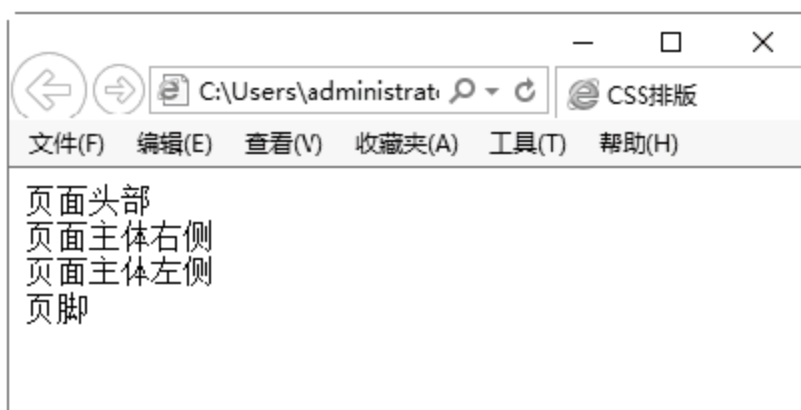 C:\Users\administrat
CSS排版
文件(F) 编辑(E) 查看(V) 收藏夹(A) 工具(T) 帮助(H)
页面头部
页面主体右侧
页面主体左侧
页脚